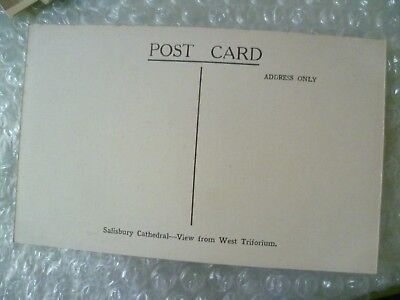 POST CARD
ADDRESS ONLY
Salisbury Cathedral—View from West Triforium.